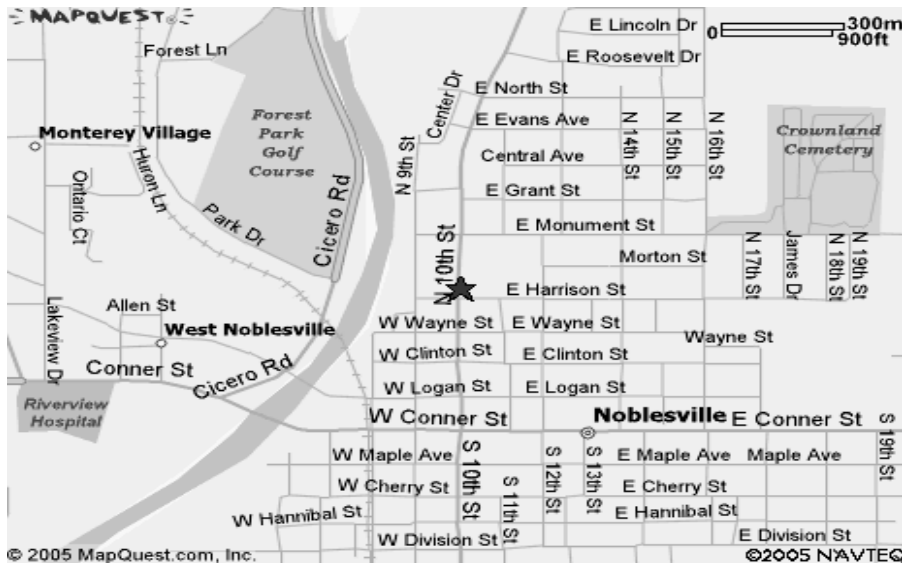 MAPQUEST
E Lincoln Dr
0 300m
900ft
Forest Ln
E Roosevelt Dr
E North St
Center Dr
Forest
Park
Golf
Course
E Evans Ave
N 14th St
N 15th St
N 16th St
Crownland
Cemetery
Monterey Village
Central Ave
N 9th St
Huron Ln
Ontario Ct
E Grant St
Park Dr
Cicero Rd
E Monument St
N 10th St
Morton St
N 17th St
James Dr
N 18th St
N 19th St
Allen St
E Harrison St
Lakeview Dr
West Noblesville
W Wayne St
E Wayne St
Wayne St
Conner St
Cicero Rd
W Clinton St
E Clinton St
W Logan St
E Logan St
Riverview
Hospital
W Conner St
Noblesville
E Conner St
S 19th St
W Maple Ave
S 10th St
S 12th St
S 13th St
E Maple Ave
Maple Ave
W Cherry St
S 11th St
E Cherry St
W Hannibal St
E Hannibal St
W Division St
E Division St
© 2005 MapQuest.com, Inc.
©2005 NAVTEQ